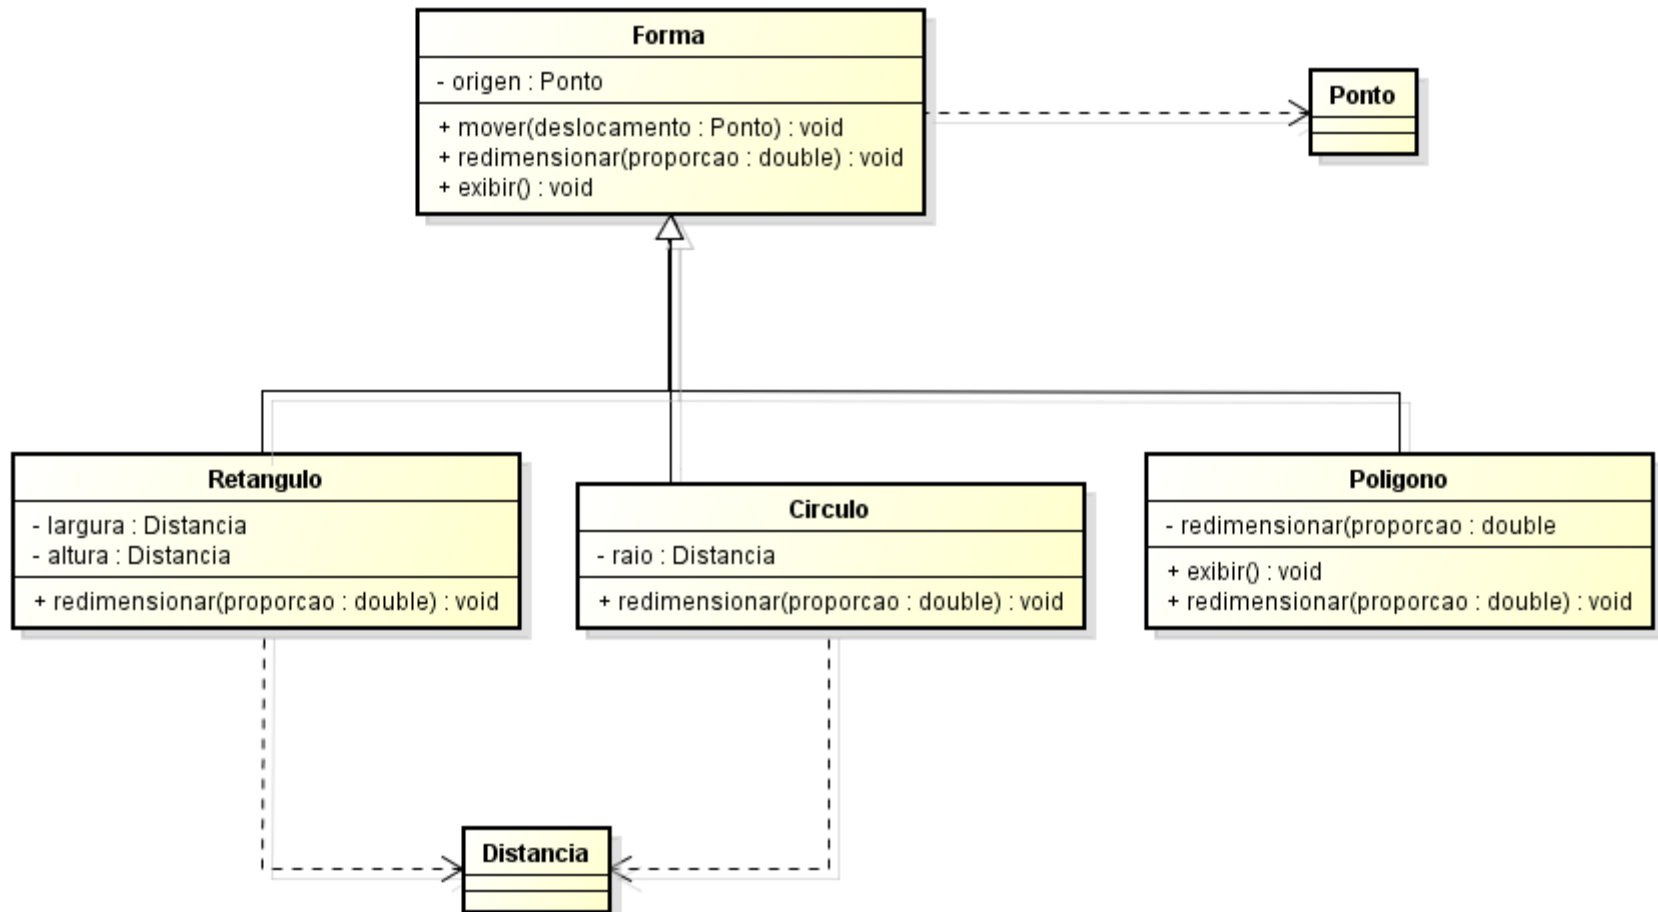 Forma
- origen : Ponto
+ mover(deslocamento : Ponto) : void
+ redimensionar(proporcao : double) : void
+ exibir() : void
Ponto
Retangulo
- largura : Distancia
- altura : Distancia
+ redimensionar(proporcao : double) : void
Circulo
- raio : Distancia
+ redimensionar(proporcao : double) : void
Poligono
- redimensionar(proporcao : double
+ exibir() : void
+ redimensionar(proporcao : double) : void
Distancia